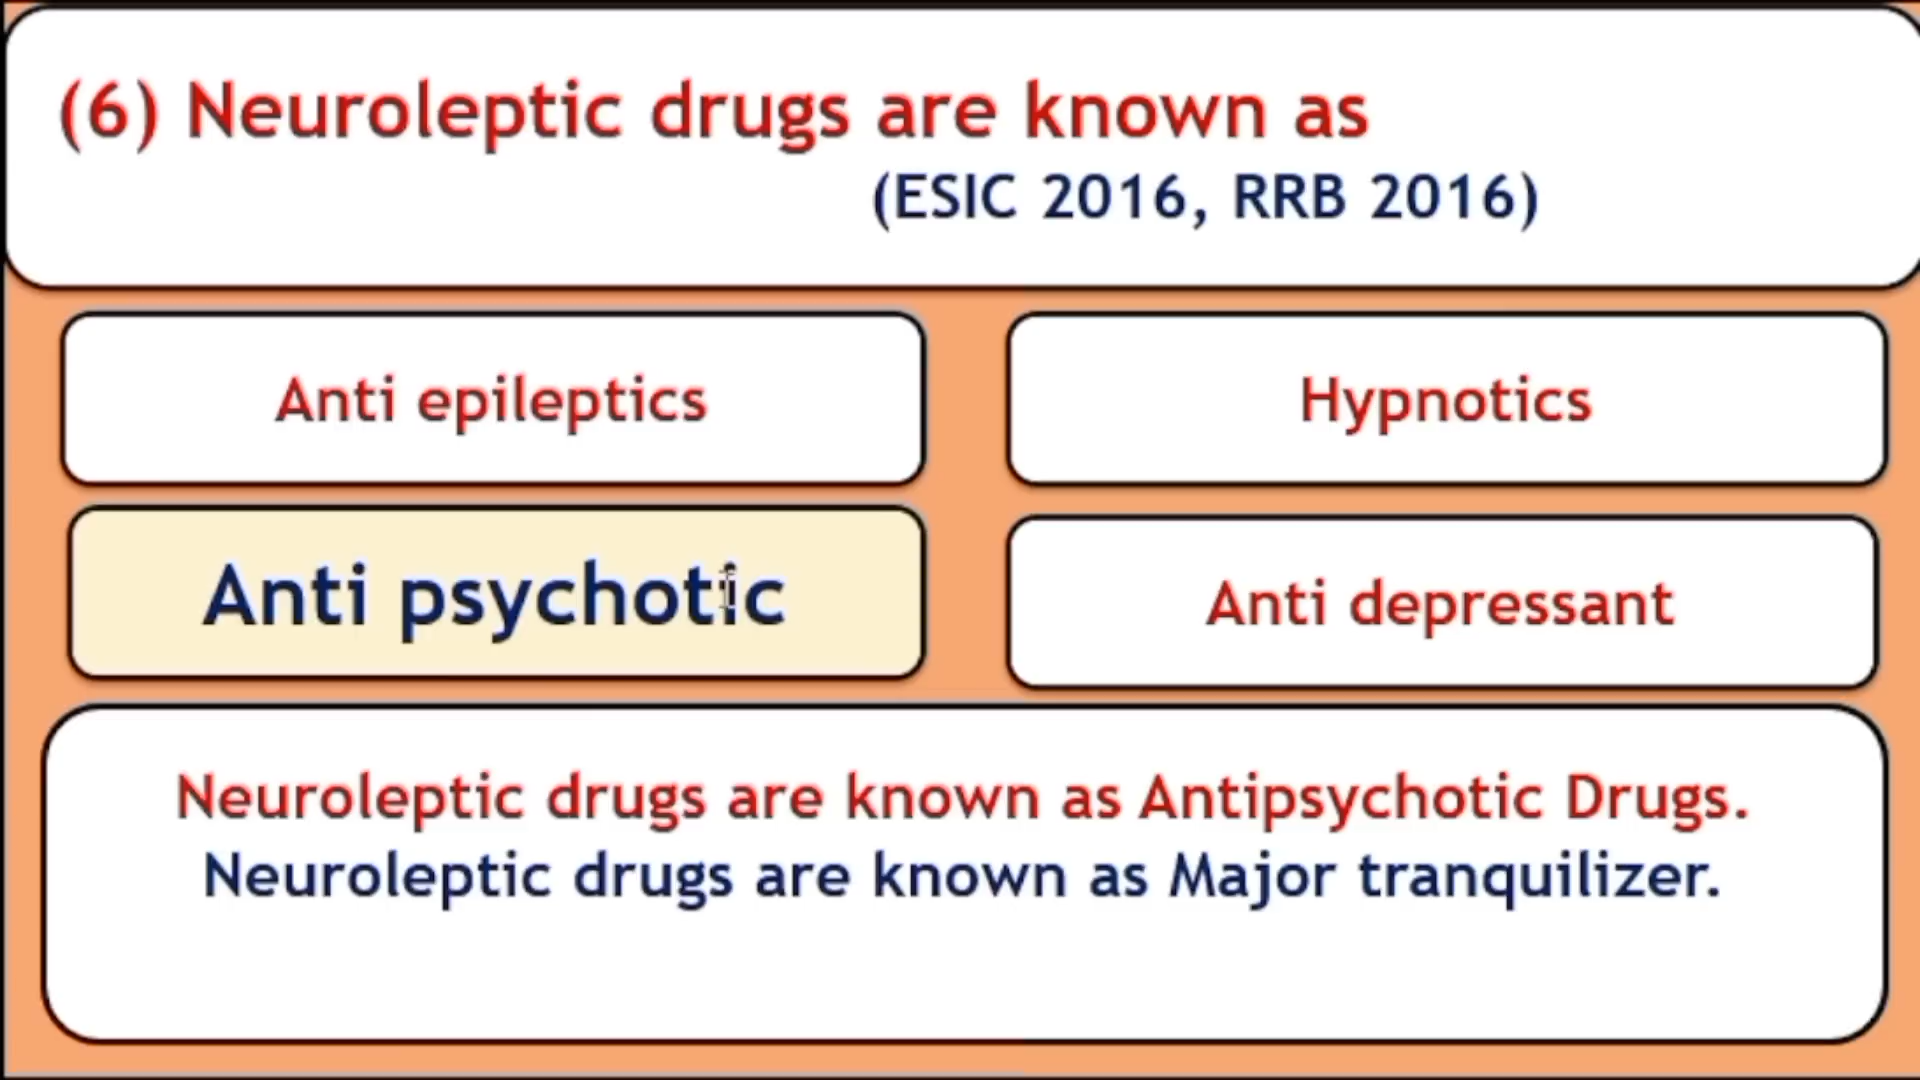 (6) Neuroleptic drugs are known as
(ESIC 2016, RRB 2016)
Anti epileptics
Hypnotics
Anti psychotic
Anti depressant
Neuroleptic drugs are known as Antipsychotic Drugs.
Neuroleptic drugs are known as Major tranquilizer.